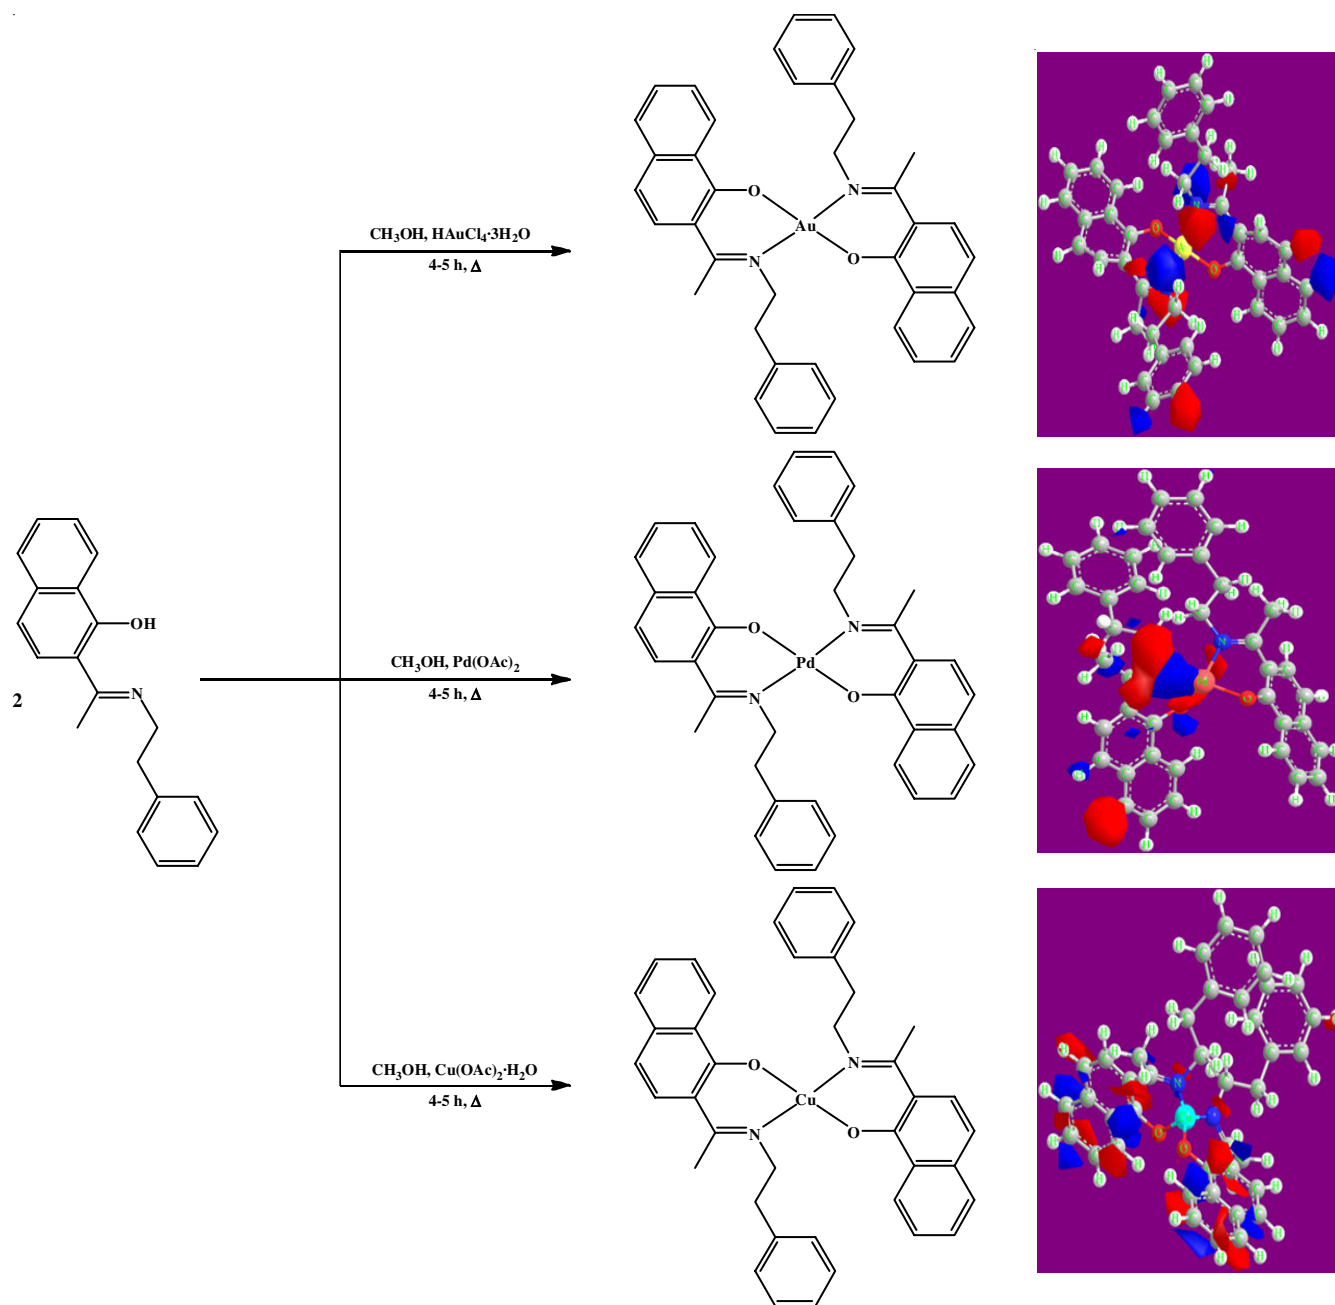 O
N
Au
N
O
CH₃OH, HAuCl₄·3H₂O
4-5 h, Δ
OH
N
2
O
N
Pd
N
O
CH₃OH, Pd(OAc)₂
4-5 h, Δ
O
N
Cu
N
O
CH₃OH, Cu(OAc)₂·H₂O
4-5 h, Δ